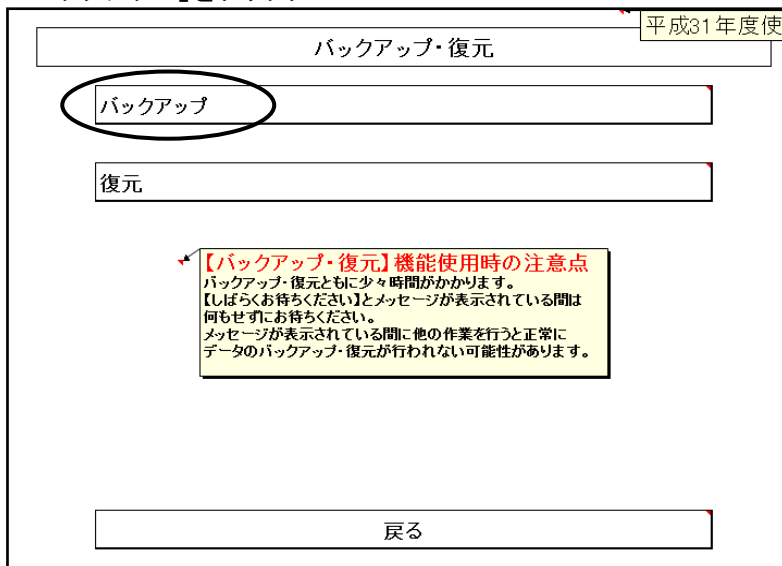 平成31年度使
バックアップ・復元
バックアップ
復元
【バックアップ・復元】機能使用時の注意点
バックアップ・復元ともに少々時間がかかります。
【しばらくお待ちください】とメッセージが表示されている間は
何もせずにお待ちください。
メッセージが表示されている間に他の作業を行うと正常に
データのバックアップ・復元が行われない可能性があります。
戻る